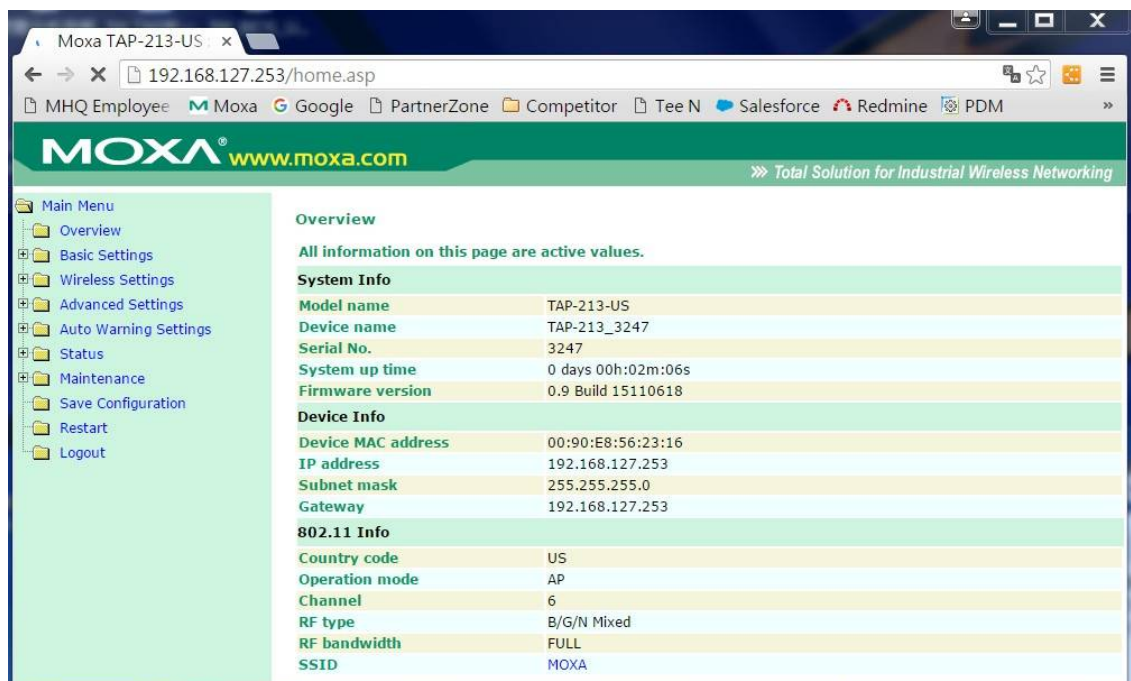 Moxa TAP-213-US
192.168.127.253/home.asp
MHQ Employee Moxa Google PartnerZone Competitor Tee N Salesforce Redmine PDM »
MOXA® www.moxa.com
Total Solution for Industrial Wireless Networking
Main Menu
Overview
Basic Settings
Wireless Settings
Advanced Settings
Auto Warning Settings
Status
Maintenance
Save Configuration
Restart
Logout
Overview
All information on this page are active values.
System Info
Model name TAP-213-US
Device name TAP-213_3247
Serial No. 3247
System up time 0 days 00h:02m:06s
Firmware version 0.9 Build 15110618
Device Info
Device MAC address 00:90:E8:56:23:16
IP address 192.168.127.253
Subnet mask 255.255.255.0
Gateway 192.168.127.253
802.11 Info
Country code US
Operation mode AP
Channel 6
RF type B/G/N Mixed
RF bandwidth FULL
SSID MOXA